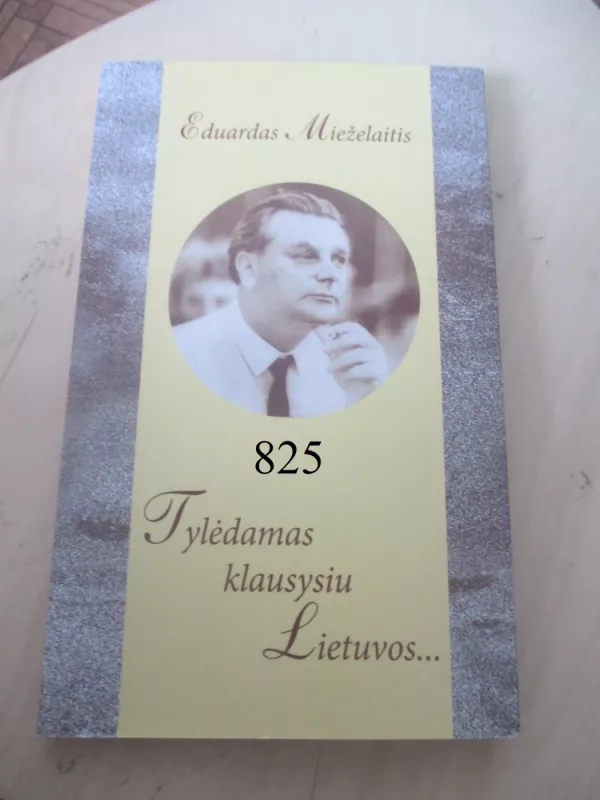 Eduardas Mieželaitis
825
Tylėdamas
klausysiu
Lietuvos...